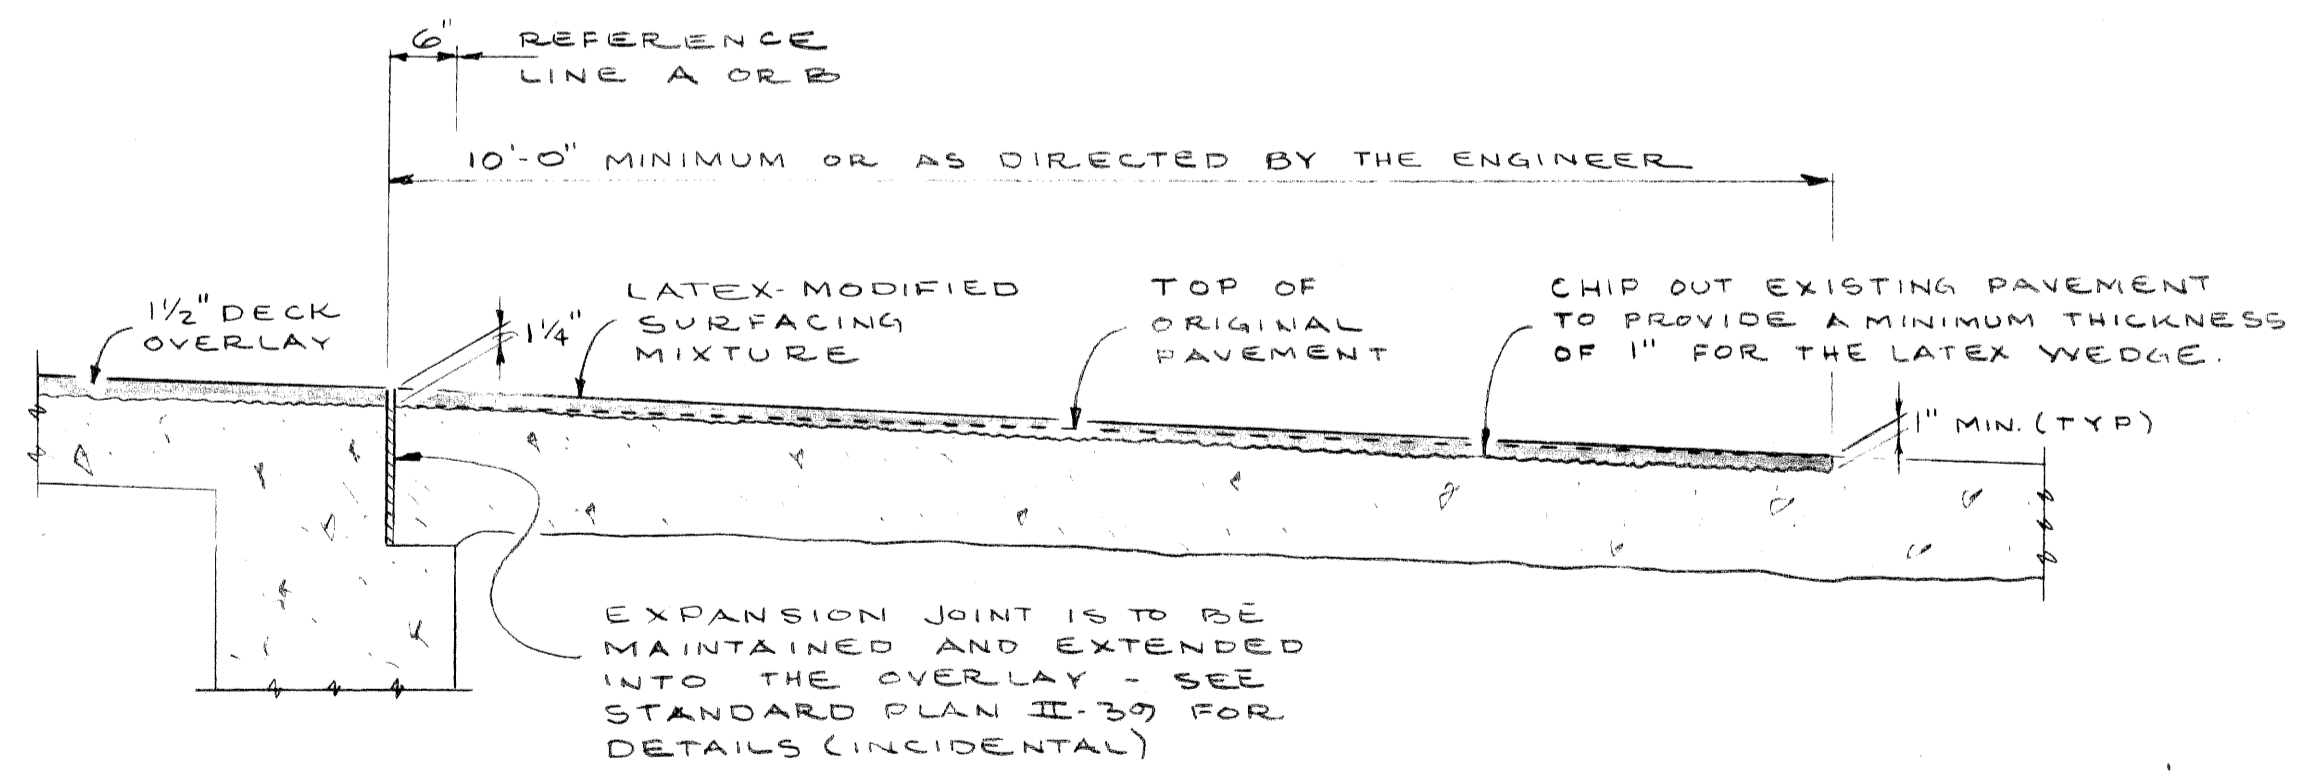 6"
REFERENCE
LINE A OR B
10'-0" MINIMUM OR AS DIRECTED BY THE ENGINEER
1½" DECK
OVERLAY
1¼"
LATEX-MODIFIED
SURFACING
MIXTURE
TOP OF
ORIGINAL
PAVEMENT
CHIP OUT EXISTING PAVEMENT
TO PROVIDE A MINIMUM THICKNESS
OF 1" FOR THE LATEX WEDGE.
1" MIN. (TYP)
EXPANSION JOINT IS TO BE
MAINTAINED AND EXTENDED
INTO THE OVERLAY - SEE
STANDARD PLAN II-39 FOR
DETAILS (INCIDENTAL)